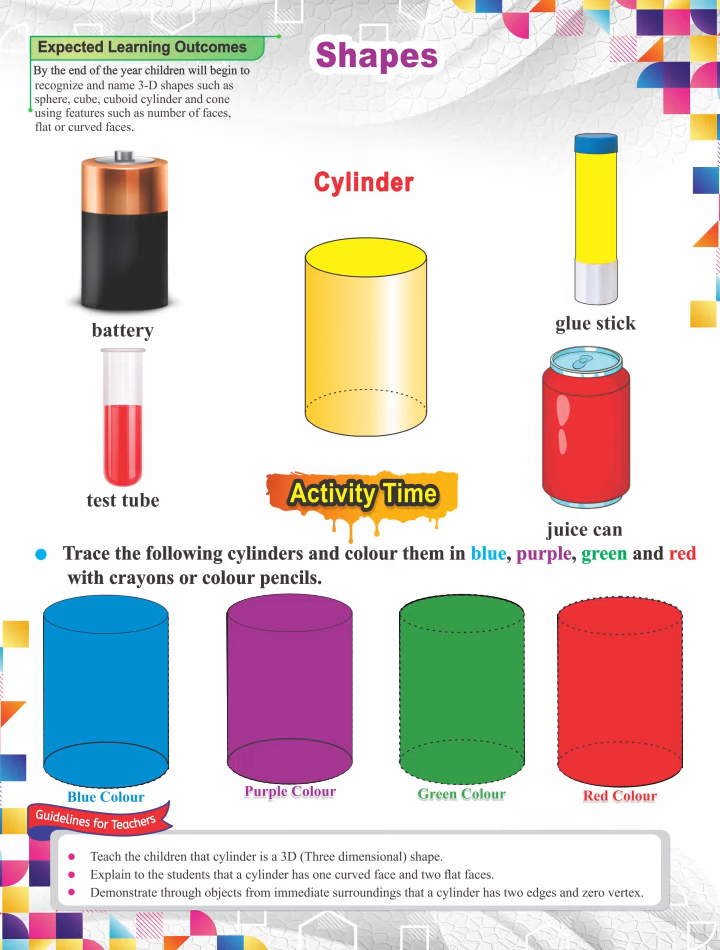 Shapes
Expected Learning Outcomes
By the end of the year children will begin to
recognize and name 3-D shapes such as
sphere, cube, cuboid cylinder and cone
using features such as number of faces,
flat or curved faces.
Cylinder
battery
glue stick
test tube
juice can
Activity Time
Trace the following cylinders and colour them in blue, purple, green and red
with crayons or colour pencils.
Blue Colour
Purple Colour
Green Colour
Red Colour
Guidelines for Teachers
Teach the children that cylinder is a 3D (Three dimensional) shape.
Explain to the students that a cylinder has one curved face and two flat faces.
Demonstrate through objects from immediate surroundings that a cylinder has two edges and zero vertex.